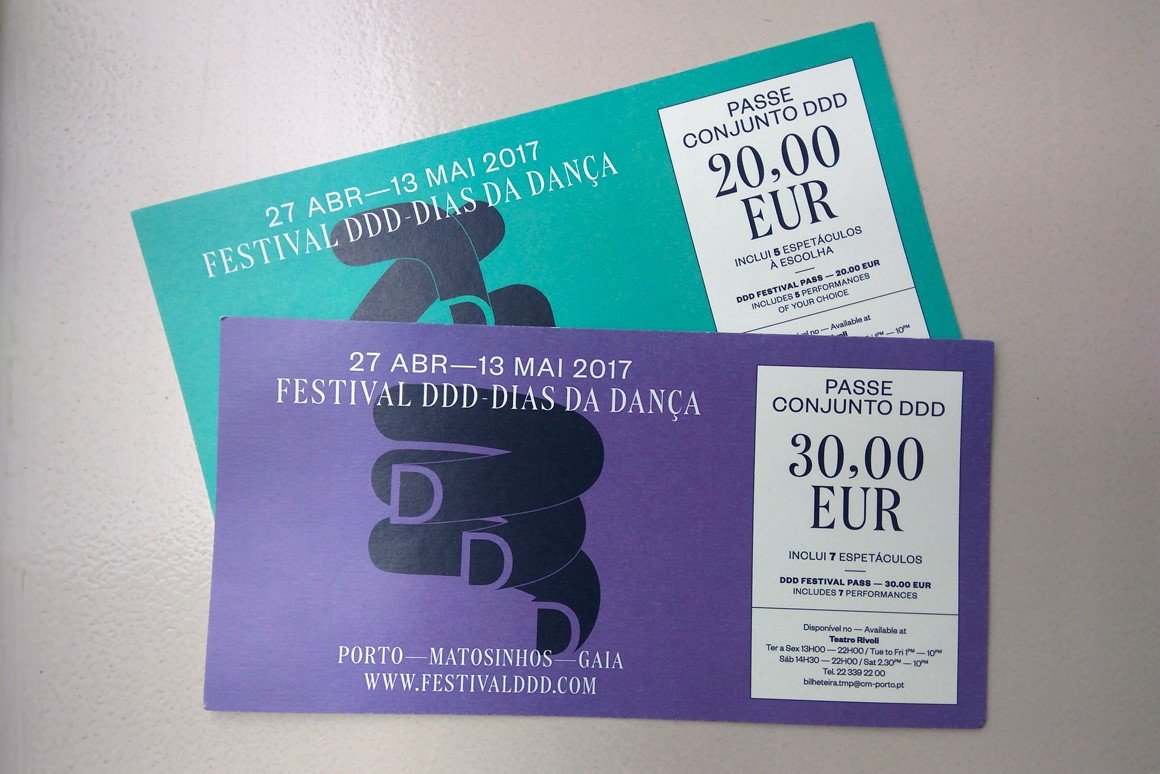 27 ABR—13 MAI 2017
FESTIVAL DDD-DIAS DA DANÇA
D
PASSE
CONJUNTO DDD
20,00
EUR
INCLUI 5 ESPETÁCULOS
À ESCOLHA
DDD FESTIVAL PASS — 20.00 EUR
INCLUDES 5 PERFORMANCES
OF YOUR CHOICE
Disponível no — Available at
27 ABR—13 MAI 2017
FESTIVAL DDD-DIAS DA DANÇA
D
D
D
PORTO—MATOSINHOS—GAIA
WWW.FESTIVALDDD.COM
PASSE
CONJUNTO DDD
30,00
EUR
INCLUI 7 ESPETÁCULOS
DDD FESTIVAL PASS — 30.00 EUR
INCLUDES 7 PERFORMANCES
Disponível no — Available at
Teatro Rivoli
Ter a Sex 13H00 — 22H00 / Tue to Fri 1PM — 10PM
Sáb 14H30 — 22H00 / Sat 2.30PM — 10PM
Tel. 22 339 22 00
bilheteira.tmp@cm-porto.pt